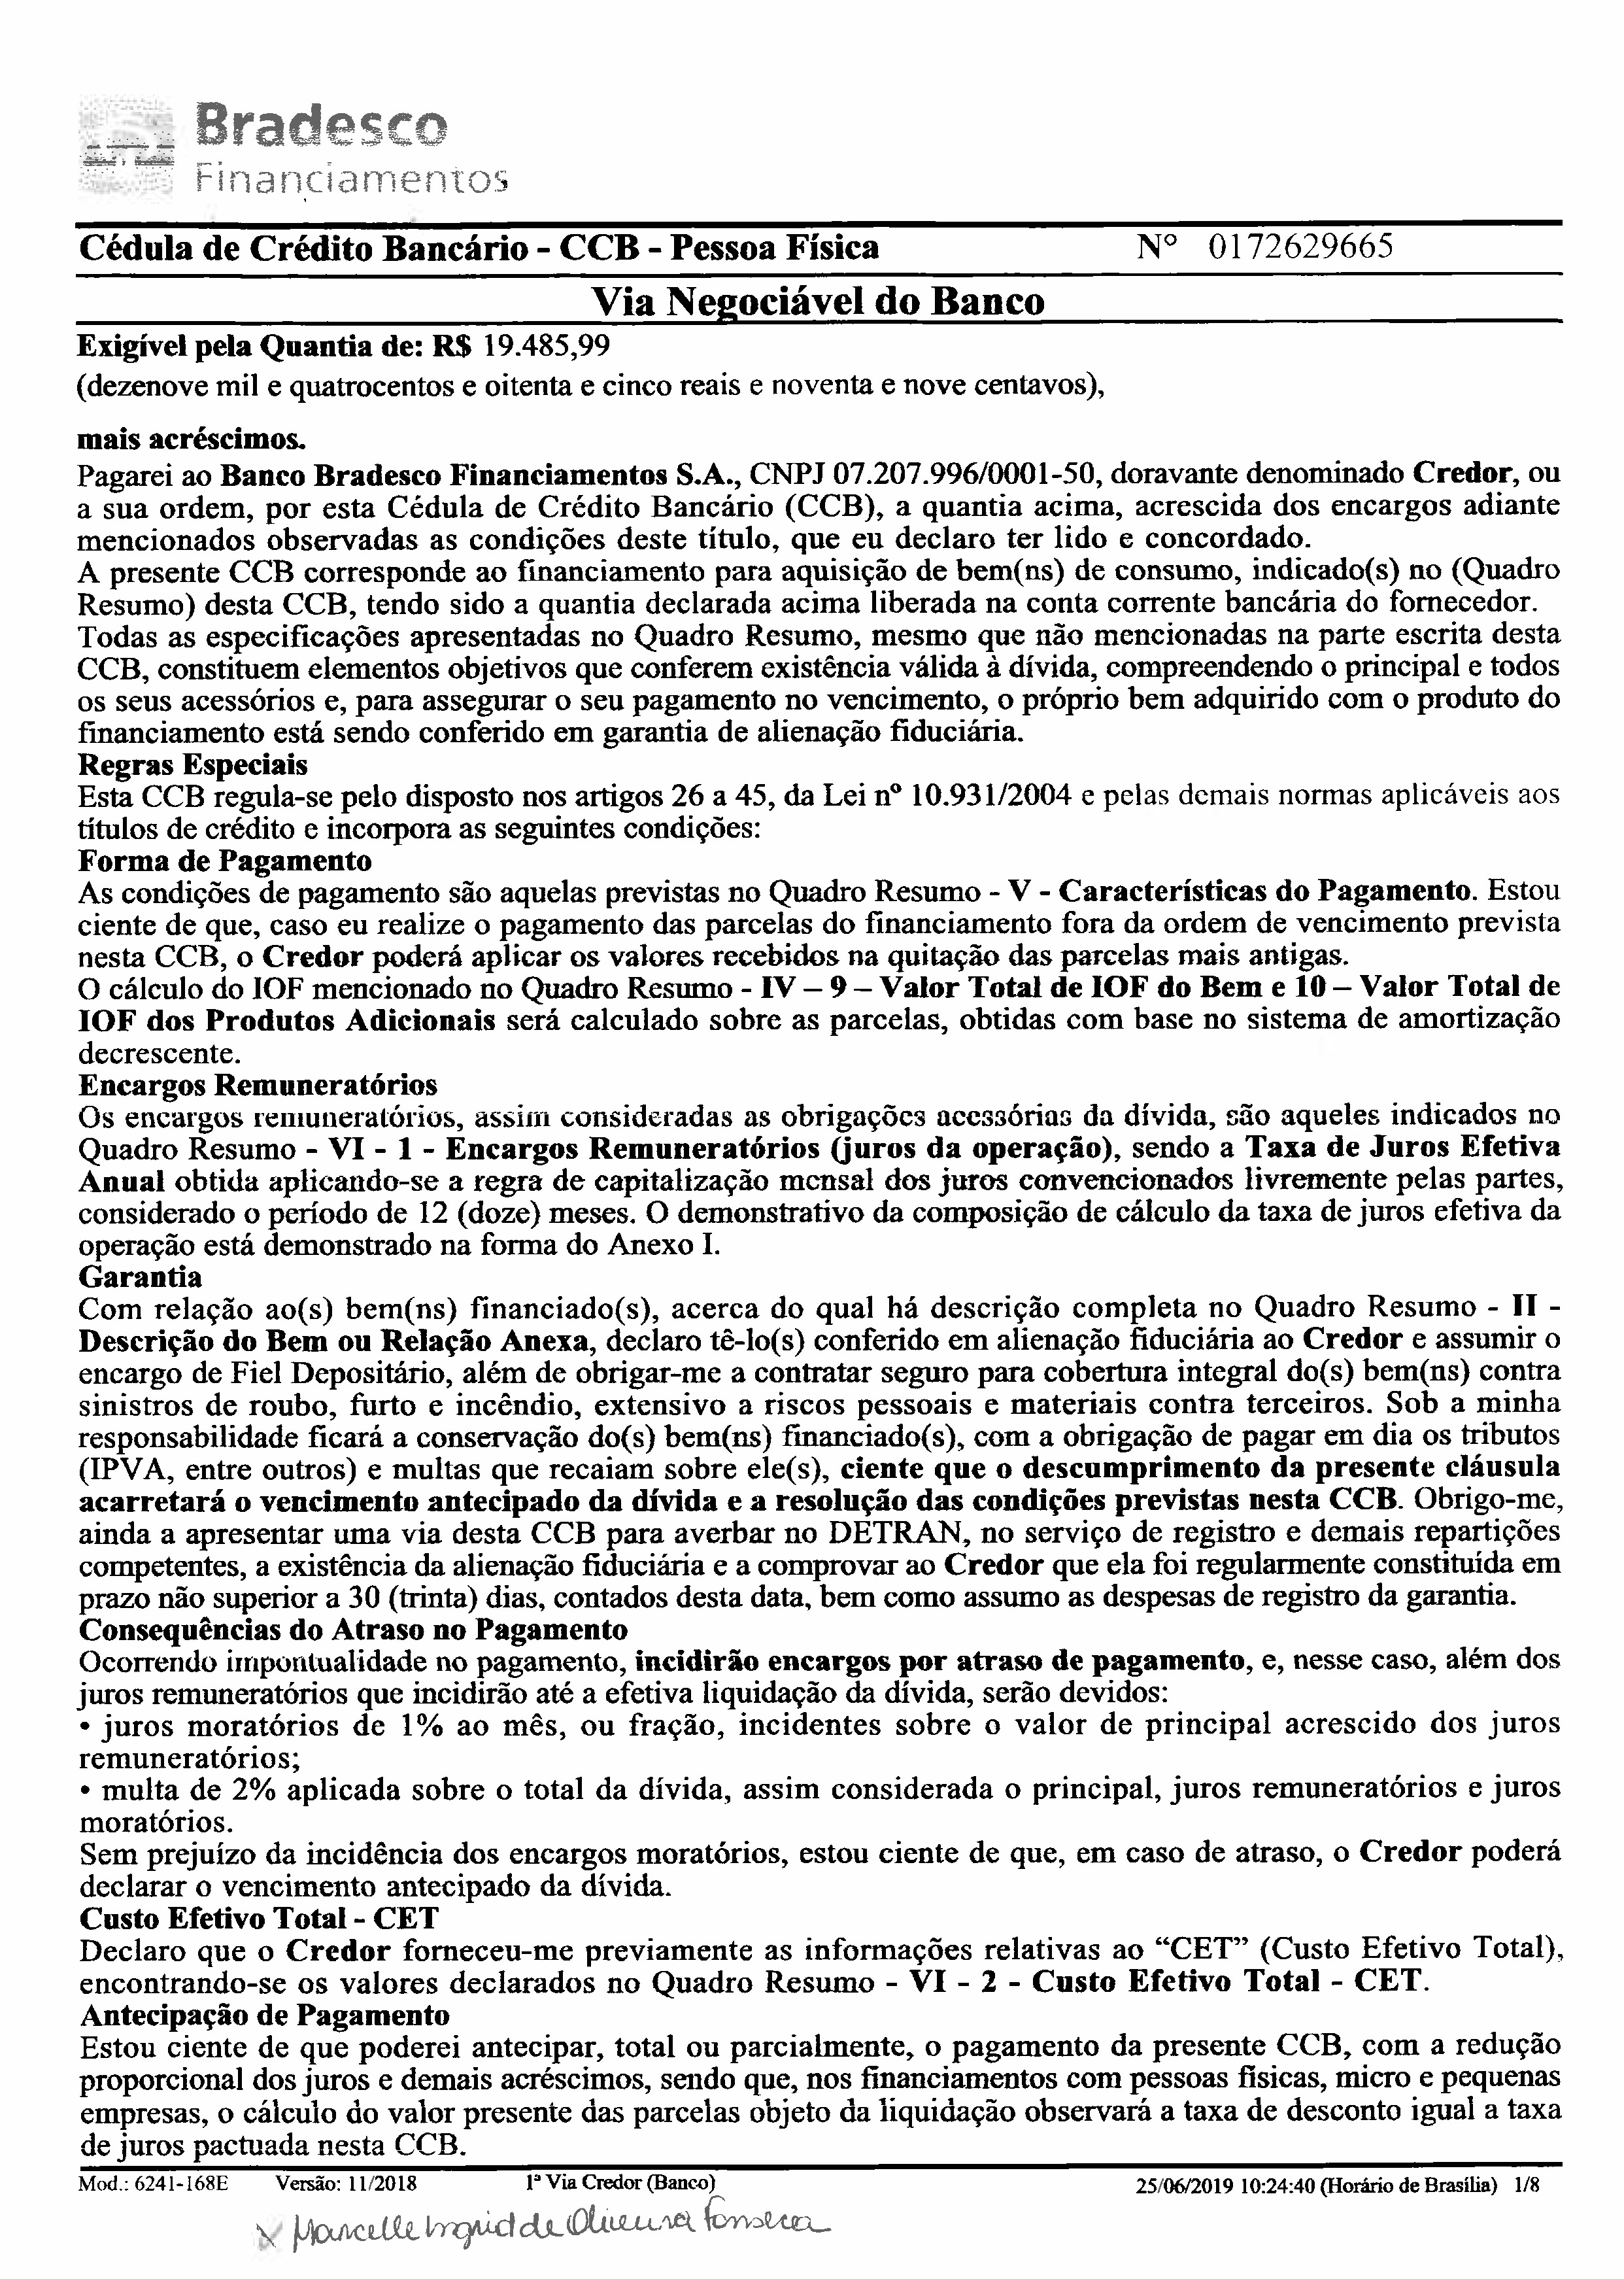 Bradesco
Financiamentos
Cédula de Crédito Bancário - CCB - Pessoa Física Nº 0172629665
Via Negociável do Banco
Exigível pela Quantia de: R$ 19.485,99
(dezenove mil e quatrocentos e oitenta e cinco reais e noventa e nove centavos),
mais acréscimos.
Pagarei ao Banco Bradesco Financiamentos S.A., CNPJ 07.207.996/0001-50, doravante denominado Credor, ou
a sua ordem, por esta Cédula de Crédito Bancário (CCB), a quantia acima, acrescida dos encargos adiante
mencionados observadas as condições deste título, que eu declaro ter lido e concordado.
A presente CCB corresponde ao financiamento para aquisição de bem(ns) de consumo, indicado(s) no (Quadro
Resumo) desta CCB, tendo sido a quantia declarada acima liberada na conta corrente bancária do fornecedor.
Todas as especificações apresentadas no Quadro Resumo, mesmo que não mencionadas na parte escrita desta
CCB, constituem elementos objetivos que conferem existência válida à dívida, compreendendo o principal e todos
os seus acessórios e, para assegurar o seu pagamento no vencimento, o próprio bem adquirido com o produto do
financiamento está sendo conferido em garantia de alienação fiduciária.
Regras Especiais
Esta CCB regula-se pelo disposto nos artigos 26 a 45, da Lei nº 10.931/2004 e pelas demais normas aplicáveis aos
títulos de crédito e incorpora as seguintes condições:
Forma de Pagamento
As condições de pagamento são aquelas previstas no Quadro Resumo - V - Características do Pagamento. Estou
ciente de que, caso eu realize o pagamento das parcelas do financiamento fora da ordem de vencimento prevista
nesta CCB, o Credor poderá aplicar os valores recebidos na quitação das parcelas mais antigas.
O cálculo do IOF mencionado no Quadro Resumo - IV – 9 – Valor Total de IOF do Bem e 10 – Valor Total de
IOF dos Produtos Adicionais será calculado sobre as parcelas, obtidas com base no sistema de amortização
decrescente.
Encargos Remuneratórios
Os encargos remuneratórios, assim consideradas as obrigações acessórias da dívida, são aqueles indicados no
Quadro Resumo - VI - 1 - Encargos Remuneratórios (juros da operação), sendo a Taxa de Juros Efetiva
Anual obtida aplicando-se a regra de capitalização mensal dos juros convencionados livremente pelas partes,
considerado o período de 12 (doze) meses. O demonstrativo da composição de cálculo da taxa de juros efetiva da
operação está demonstrado na forma do Anexo I.
Garantia
Com relação ao(s) bem(ns) financiado(s), acerca do qual há descrição completa no Quadro Resumo - II -
Descrição do Bem ou Relação Anexa, declaro tê-lo(s) conferido em alienação fiduciária ao Credor e assumir o
encargo de Fiel Depositário, além de obrigar-me a contratar seguro para cobertura integral do(s) bem(ns) contra
sinistros de roubo, furto e incêndio, extensivo a riscos pessoais e materiais contra terceiros. Sob a minha
responsabilidade ficará a conservação do(s) bem(ns) financiado(s), com a obrigação de pagar em dia os tributos
(IPVA, entre outros) e multas que recaiam sobre ele(s), ciente que o descumprimento da presente cláusula
acarretará o vencimento antecipado da dívida e a resolução das condições previstas nesta CCB. Obrigo-me,
ainda a apresentar uma via desta CCB para averbar no DETRAN, no serviço de registro e demais repartições
competentes, a existência da alienação fiduciária e a comprovar ao Credor que ela foi regularmente constituída em
prazo não superior a 30 (trinta) dias, contados desta data, bem como assumo as despesas de registro da garantia.
Consequências do Atraso no Pagamento
Ocorrendo impontualidade no pagamento, incidirão encargos por atraso de pagamento, e, nesse caso, além dos
juros remuneratórios que incidirão até a efetiva liquidação da dívida, serão devidos:
• juros moratórios de 1% ao mês, ou fração, incidentes sobre o valor de principal acrescido dos juros
remuneratórios;
• multa de 2% aplicada sobre o total da dívida, assim considerada o principal, juros remuneratórios e juros
moratórios.
Sem prejuízo da incidência dos encargos moratórios, estou ciente de que, em caso de atraso, o Credor poderá
declarar o vencimento antecipado da dívida.
Custo Efetivo Total - CET
Declaro que o Credor forneceu-me previamente as informações relativas ao “CET” (Custo Efetivo Total),
encontrando-se os valores declarados no Quadro Resumo - VI - 2 - Custo Efetivo Total - CET.
Antecipação de Pagamento
Estou ciente de que poderei antecipar, total ou parcialmente, o pagamento da presente CCB, com a redução
proporcional dos juros e demais acréscimos, sendo que, nos financiamentos com pessoas físicas, micro e pequenas
empresas, o cálculo do valor presente das parcelas objeto da liquidação observará a taxa de desconto igual a taxa
de juros pactuada nesta CCB.
Mod.: 6241-168E Versão: 11/2018 1ª Via Credor (Banco) 25/06/2019 10:24:40 (Horário de Brasília) 1/8
x Marcelle Ingrid de Oliveira Fonseca